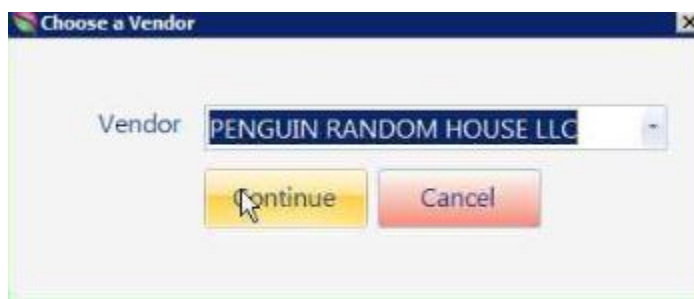 Choose a Vendor
Vendor PENGUIN RANDOM HOUSE LLC
Continue Cancel